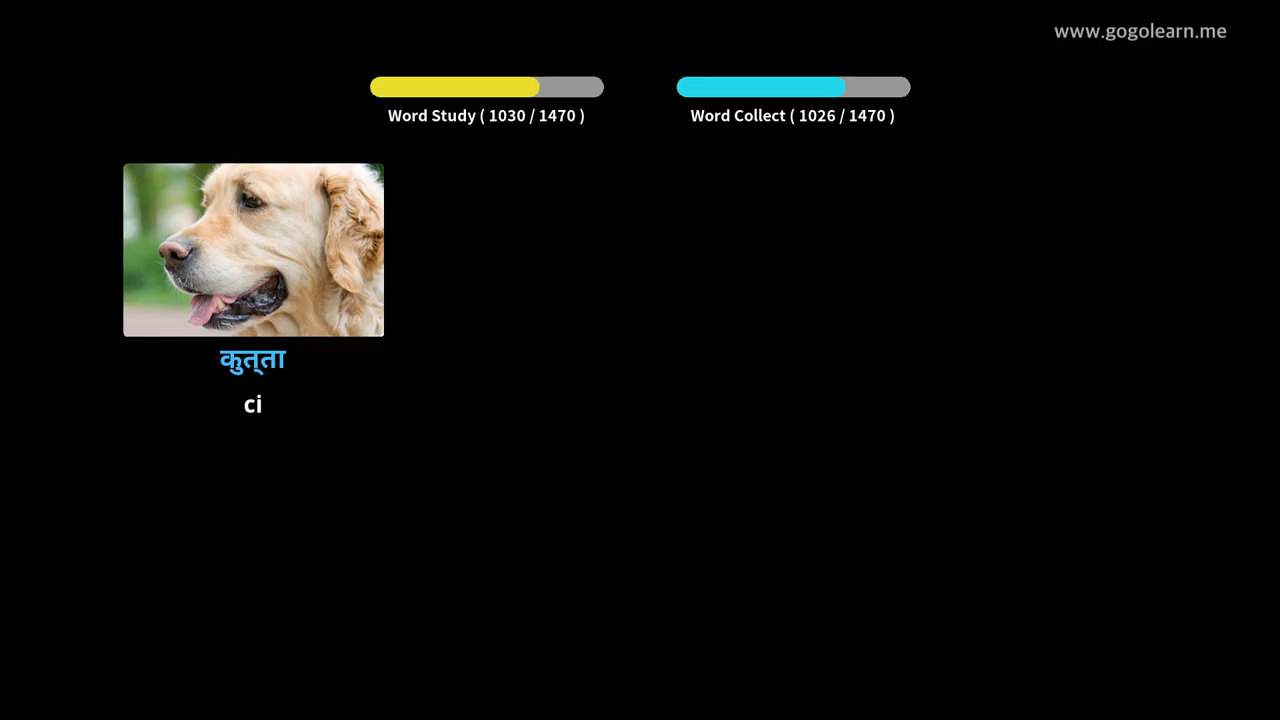 www.gogolearn.me
Word Study ( 1030 / 1470 )
Word Collect ( 1026 / 1470 )
कुत्ता
ci